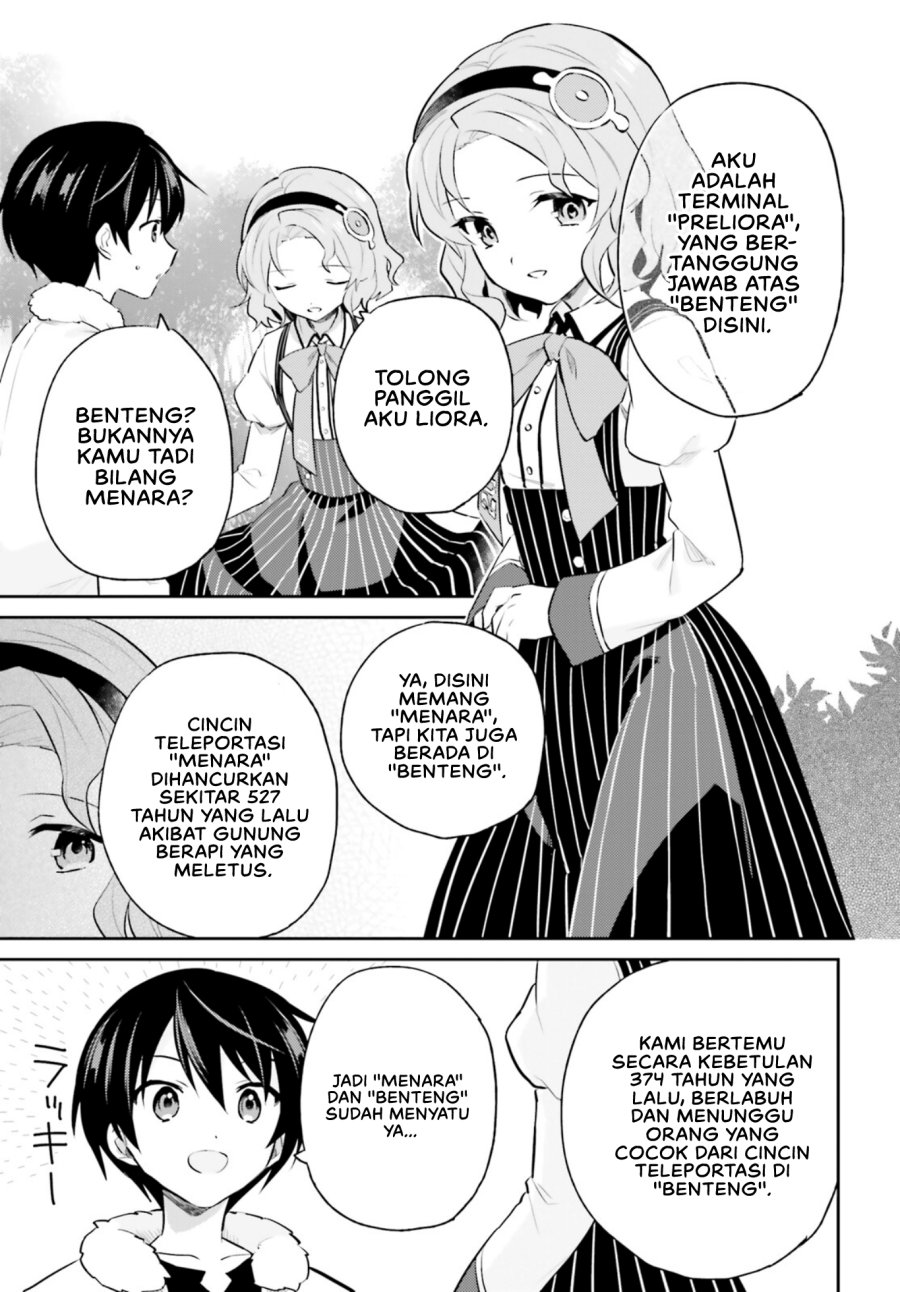 AKU
ADALAH
TERMINAL
"PRELIORA",
YANG BER-
TANGGUNG
JAWAB ATAS
"BENTENG"
DISINI.
TOLONG
PANGGIL
AKU LIORA.
BENTENG?
BUKANNYA
KAMU TADI
BILANG
MENARA?
YA, DISINI
MEMANG
"MENARA",
TAPI KITA JUGA
BERADA DI
"BENTENG".
CINCIN
TELEPORTASI
"MENARA"
DIHANCURKAN
SEKITAR 527
TAHUN YANG LALU
AKIBAT GUNUNG
BERAPI YANG
MELETUS.
KAMI BERTEMU
SECARA KEBETULAN
374 TAHUN YANG
LALU, BERLABUH
DAN MENUNGGU
ORANG YANG
COCOK DARI CINCIN
TELEPORTASI DI
"BENTENG".
JADI "MENARA"
DAN "BENTENG"
SUDAH MENYATU
YA...
ラッキー